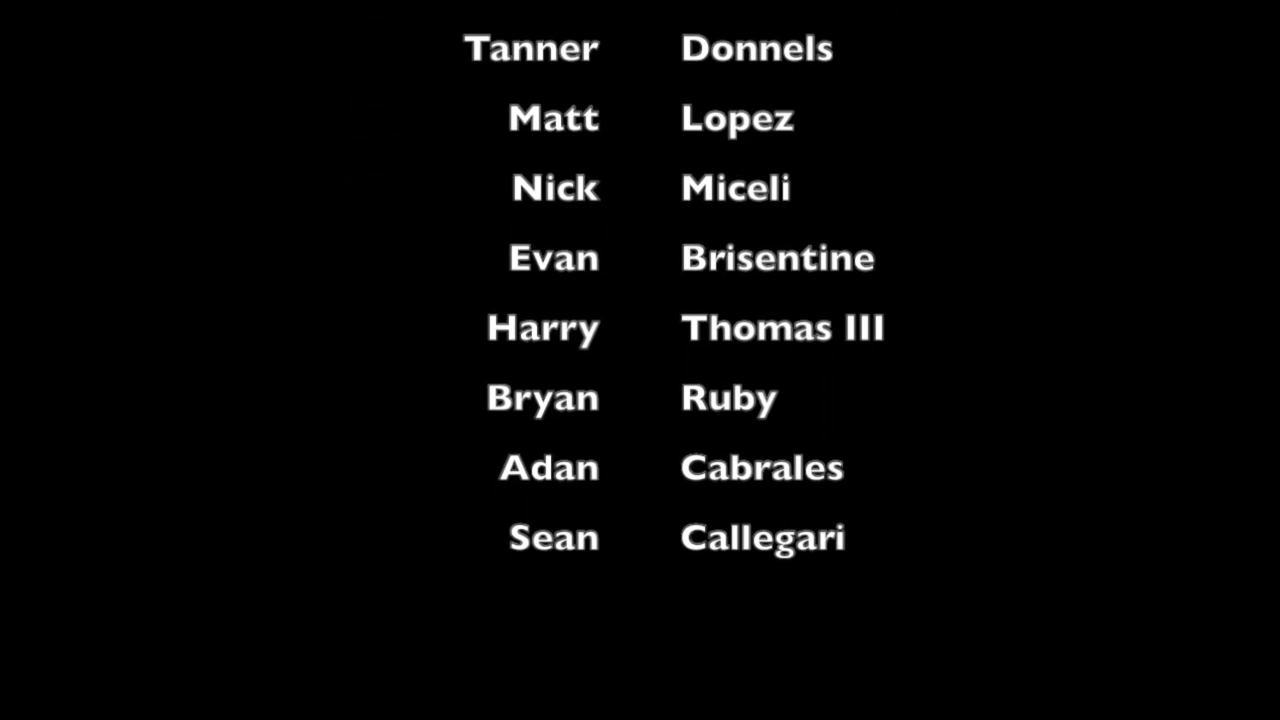 Tanner Donnels
Matt Lopez
Nick Miceli
Evan Brisentine
Harry Thomas III
Bryan Ruby
Adan Cabrales
Sean Callegari